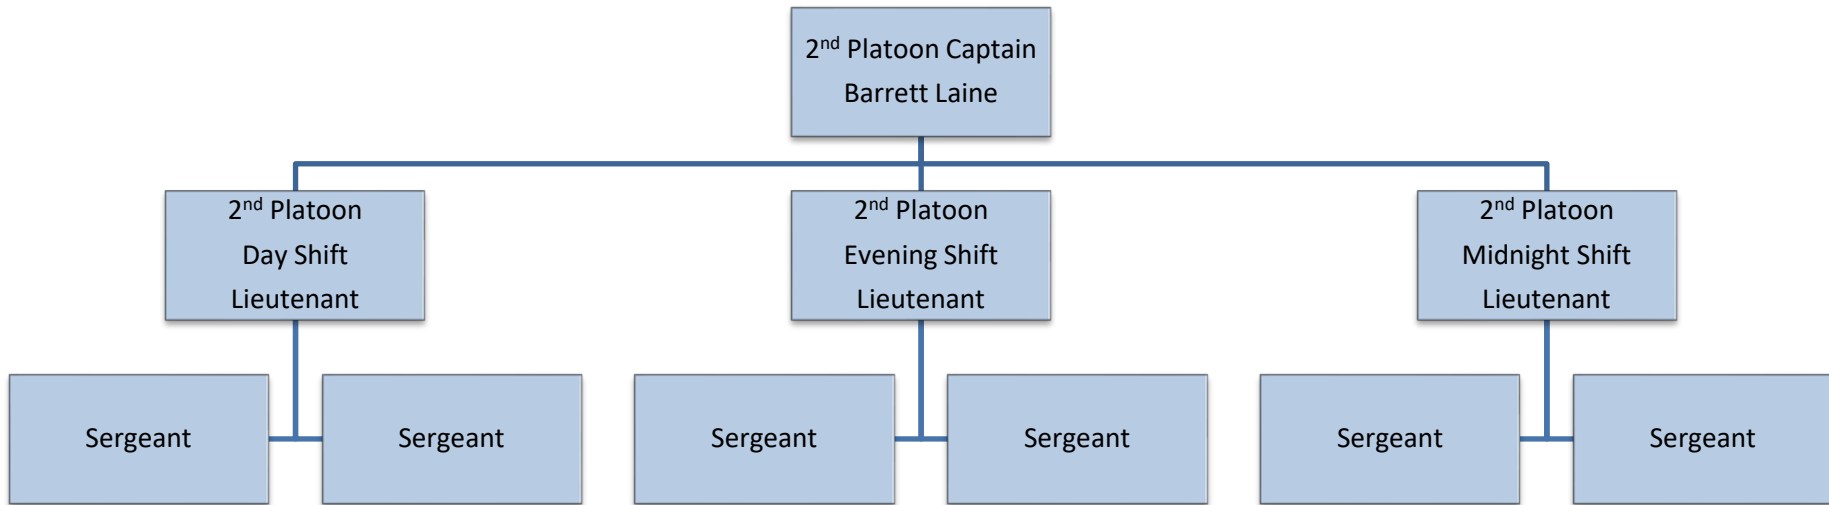 2nd Platoon Captain
Barrett Laine
2nd Platoon
Day Shift
Lieutenant
2nd Platoon
Evening Shift
Lieutenant
2nd Platoon
Midnight Shift
Lieutenant
Sergeant
Sergeant
Sergeant
Sergeant
Sergeant
Sergeant